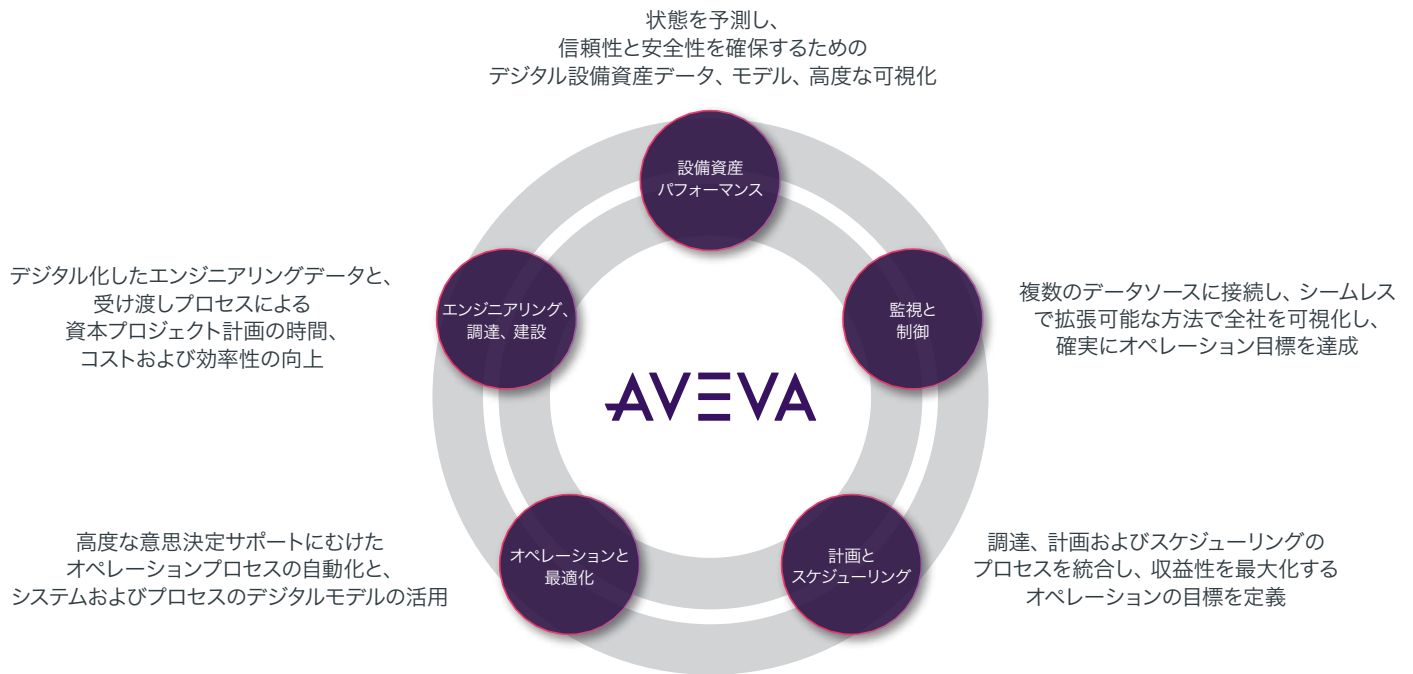 状態を予測し、
信頼性と安全性を確保するための
デジタル設備資産データ、モデル、高度な可視化
設備資産
パフォーマンス
デジタル化したエンジニアリングデータと、
受け渡しプロセスによる
資本プロジェクト計画の時間、
コストおよび効率性の向上
エンジニアリング、
調達、建設
監視と
制御
複数のデータソースに接続し、シームレス
で拡張可能な方法で全社を可視化し、
確実にオペレーション目標を達成
AVEVA
高度な意思決定サポートにむけた
オペレーションプロセスの自動化と、
システムおよびプロセスのデジタルモデルの活用
オペレーションと
最適化
計画と
スケジューリング
調達、計画およびスケジューリングの
プロセスを統合し、収益性を最大化する
オペレーションの目標を定義